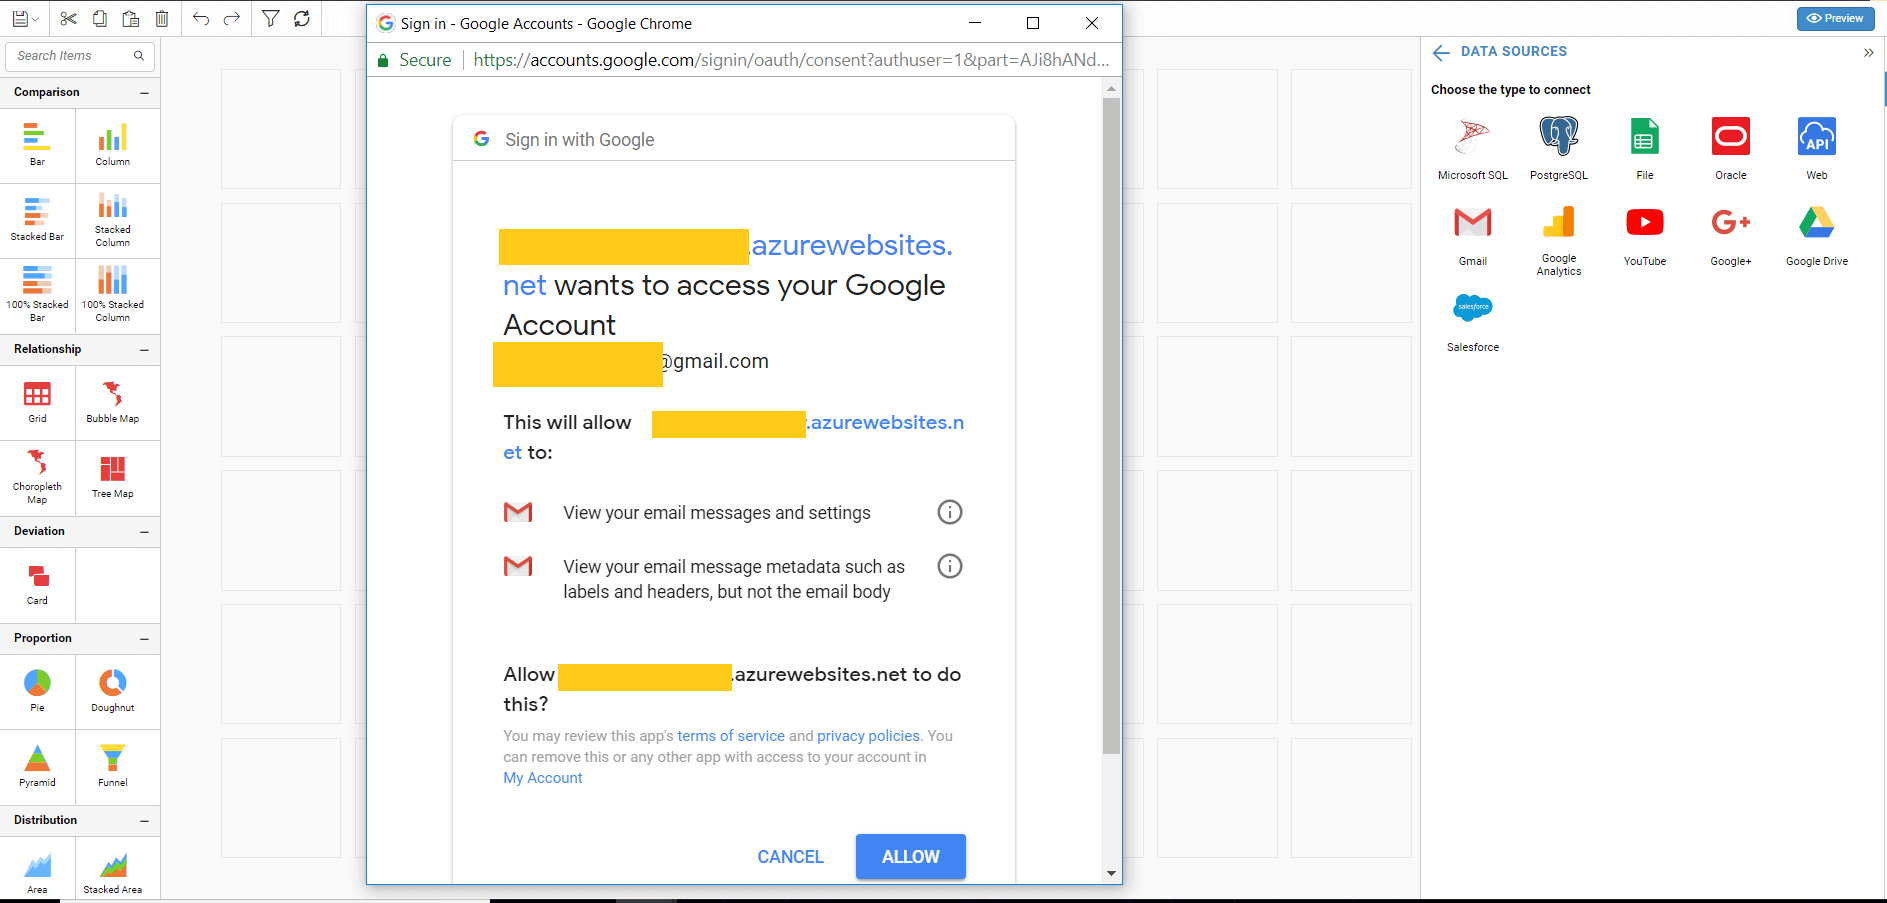 Preview
Search Items
Comparison
Bar
Column
Stacked Bar
Stacked
Column
100% Stacked
Bar
100% Stacked
Column
Relationship
Grid
Bubble Map
Choropleth
Map
Tree Map
Deviation
Card
Proportion
Pie
Doughnut
Pyramid
Funnel
Distribution
Area
Stacked Area
Sign in - Google Accounts - Google Chrome
Secure
https://accounts.google.com/signin/oauth/consent?authuser=1&part=AJi8hANd...
Sign in with Google
.azurewebsites.
net wants to access your Google
Account
@gmail.com
This will allow .azurewebsites.n
et to:
View your email messages and settings
View your email message metadata such as
labels and headers, but not the email body
Allow .azurewebsites.net to do
this?
You may review this app's terms of service and privacy policies. You
can remove this or any other app with access to your account in
My Account
CANCEL
ALLOW
DATA SOURCES
Choose the type to connect
Microsoft SQL
PostgreSQL
File
Oracle
API
Web
Gmail
Google
Analytics
YouTube
G+
Google+
Google Drive
salesforce
Salesforce